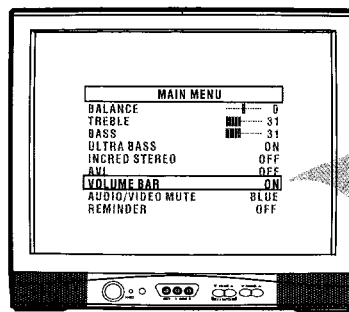 MAIN MENU
BALANCE 0
TREBLE 31
BASS 31
ULTRA BASS ON
INCRED STEREO OFF
AVL OFF
VOLUME BAR ON
AUDIO/VIDEO MUTE BLUE
REMINDER OFF